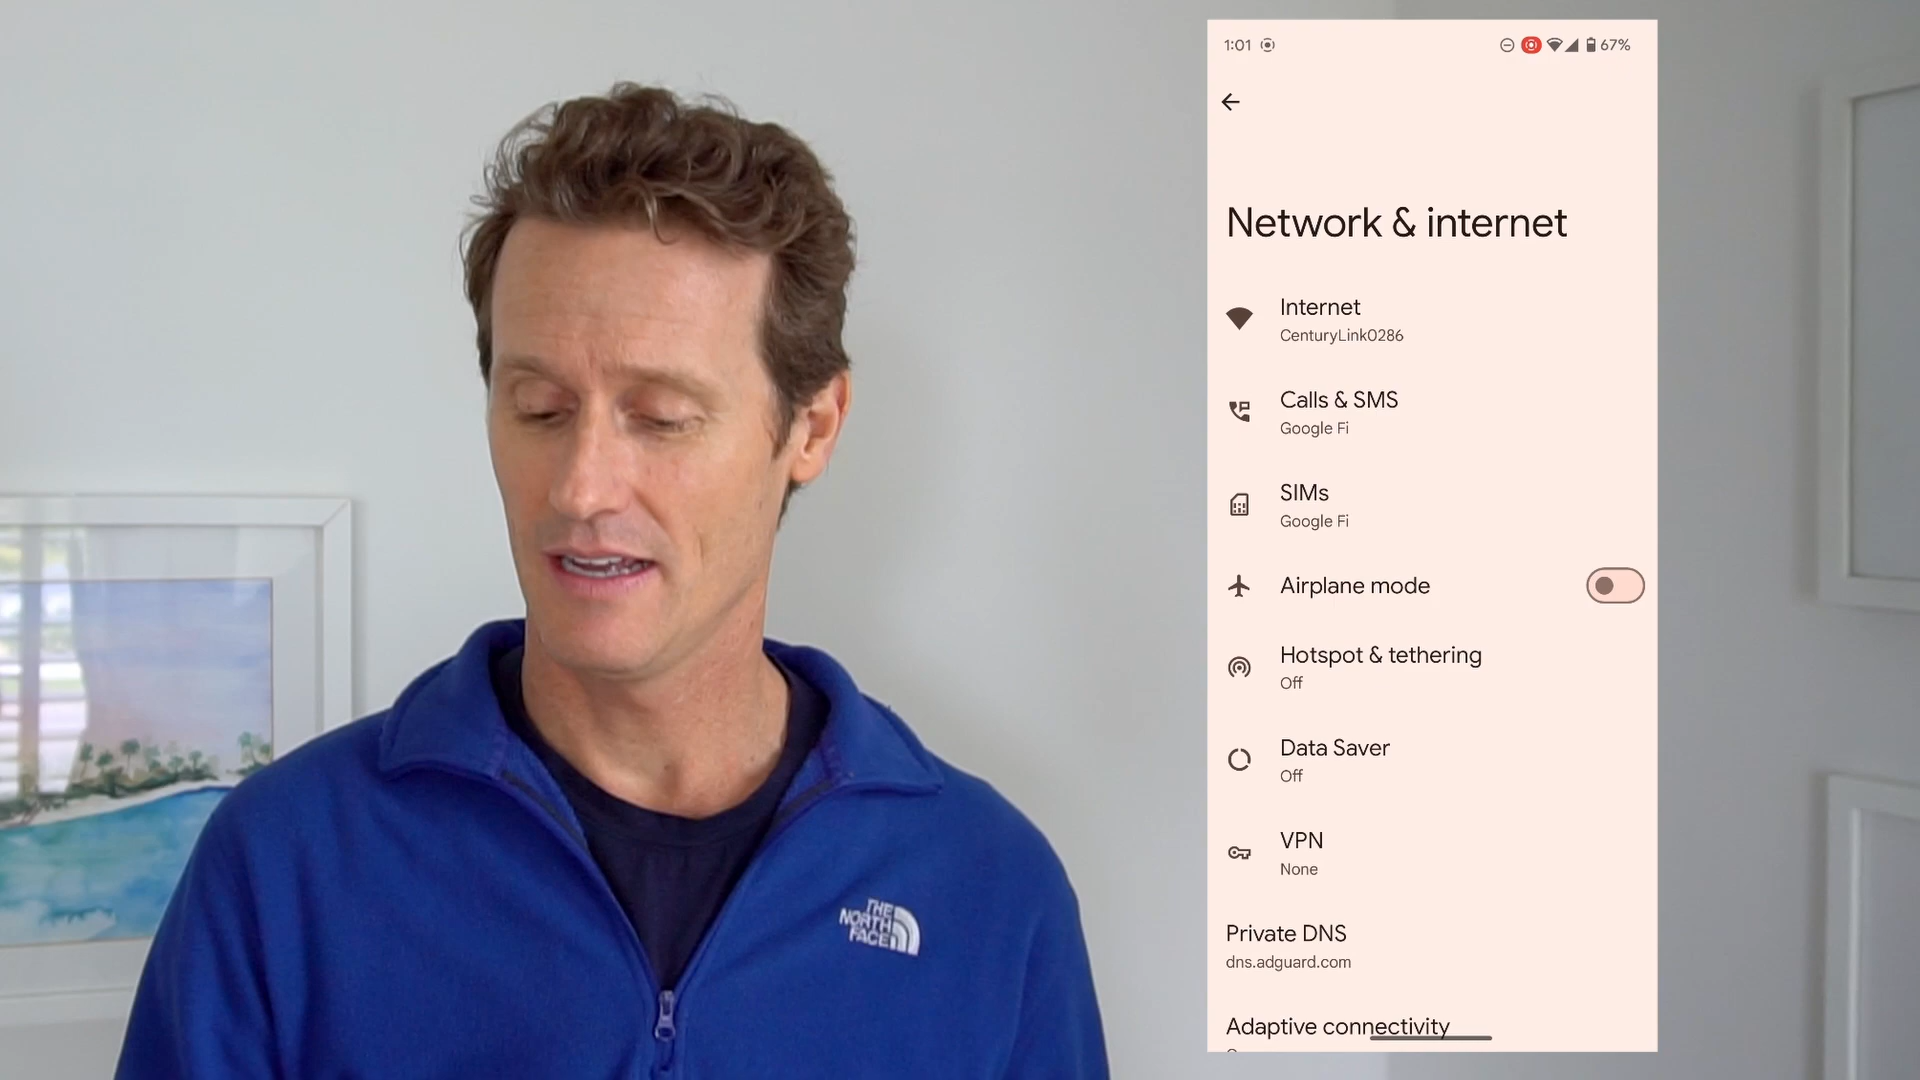 1:01
67%
Network & internet
Internet
CenturyLink0286
Calls & SMS
Google Fi
SIMs
Google Fi
Airplane mode
Hotspot & tethering
Off
Data Saver
Off
VPN
None
Private DNS
dns.adguard.com
Adaptive connectivity
THE
NORTH
FACE